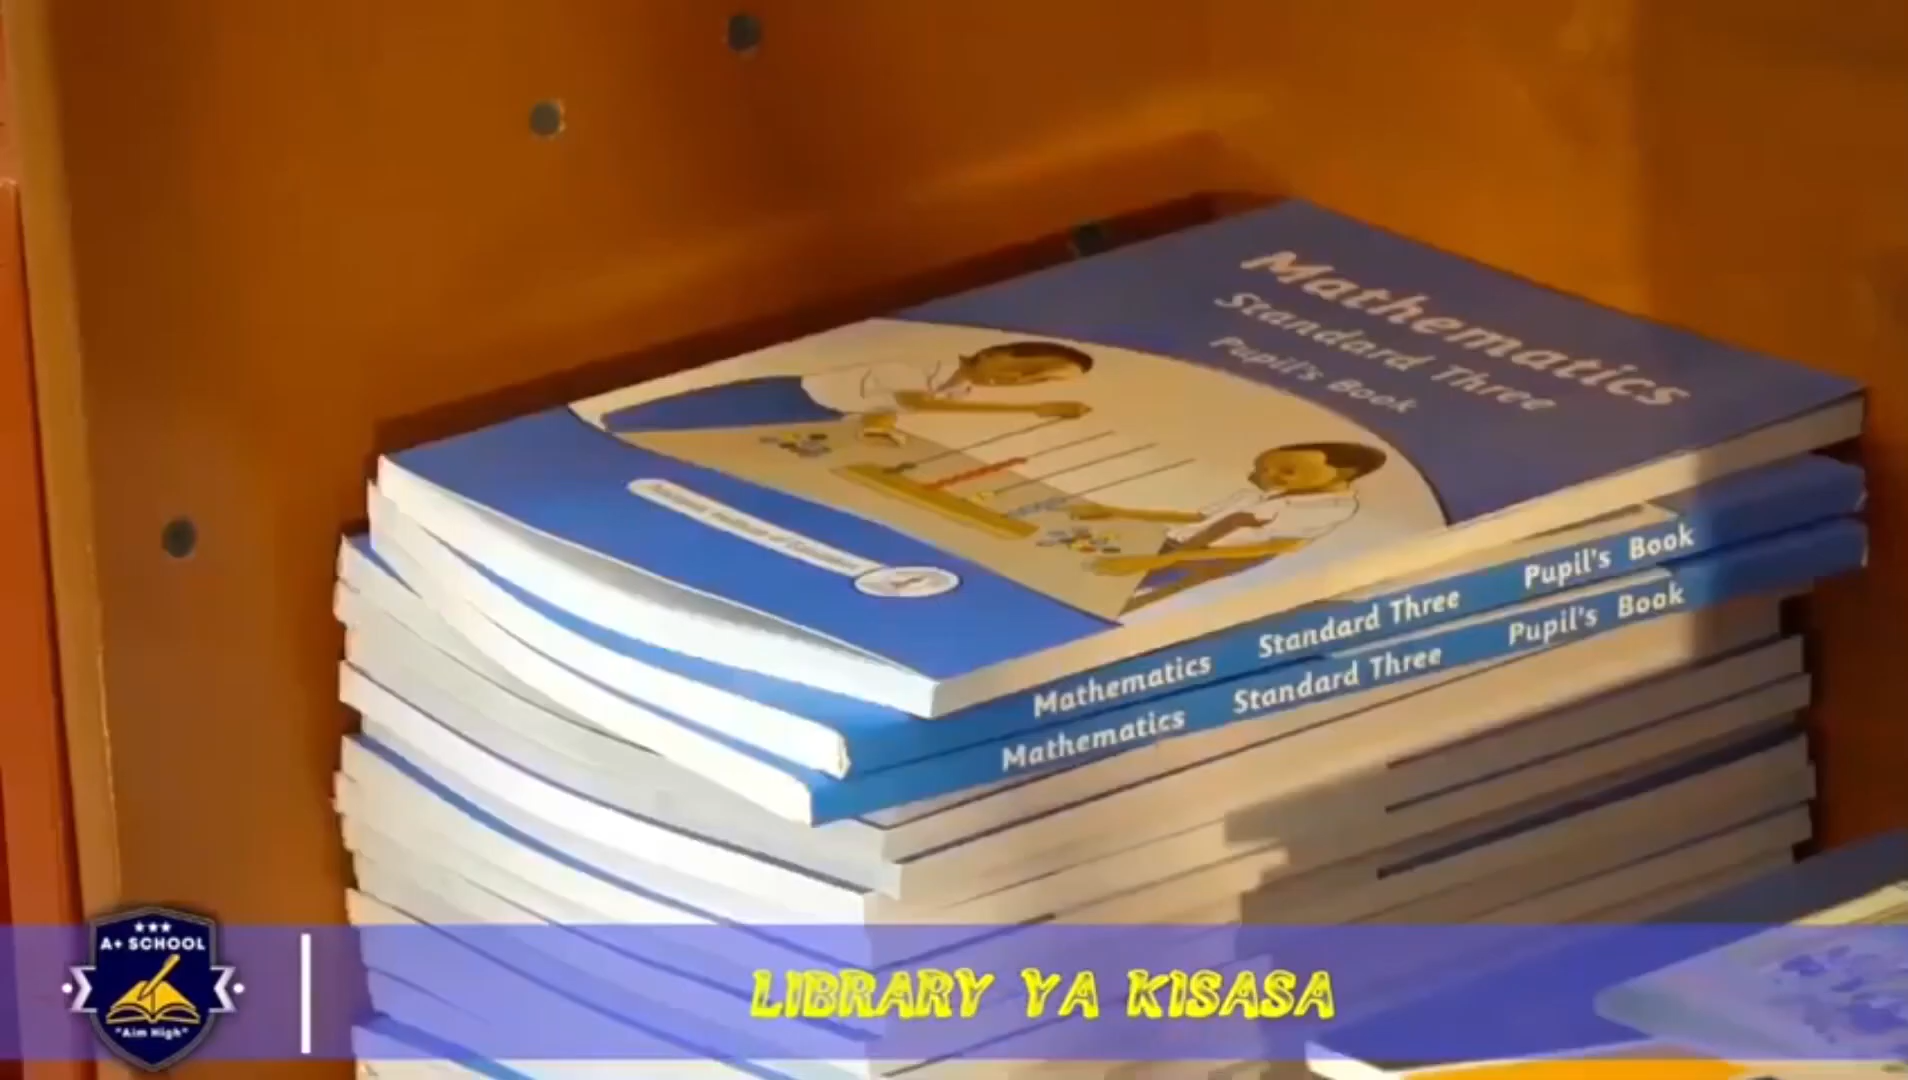 Mathematics
Standard Three
Pupil's Book
Mathematics Standard Three Pupil's Book
Mathematics Standard Three Pupil's Book
A+ SCHOOL
"Aim High"
LIBRARY YA KISASA